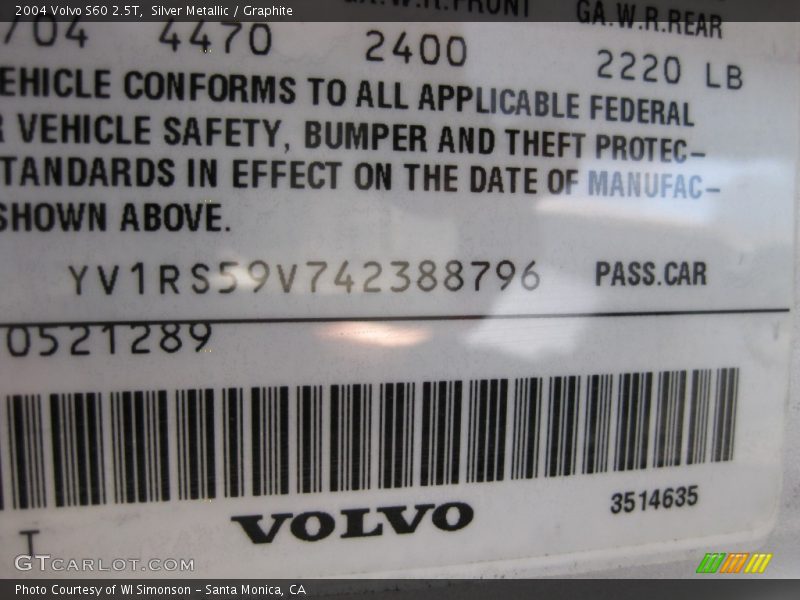 2004 Volvo S60 2.5T, Silver Metallic / Graphite
GA.W.R.FRONT GA.W.R.REAR
/04 4470 2400 2220 LB
EHICLE CONFORMS TO ALL APPLICABLE FEDERAL
R VEHICLE SAFETY, BUMPER AND THEFT PROTEC-
TANDARDS IN EFFECT ON THE DATE OF MANUFAC-
SHOWN ABOVE.
YV1RS59V742388796 PASS.CAR
0521289
VOLVO 3514635
T
GTCARLOT.COM
Photo Courtesy of WI Simonson - Santa Monica, CA